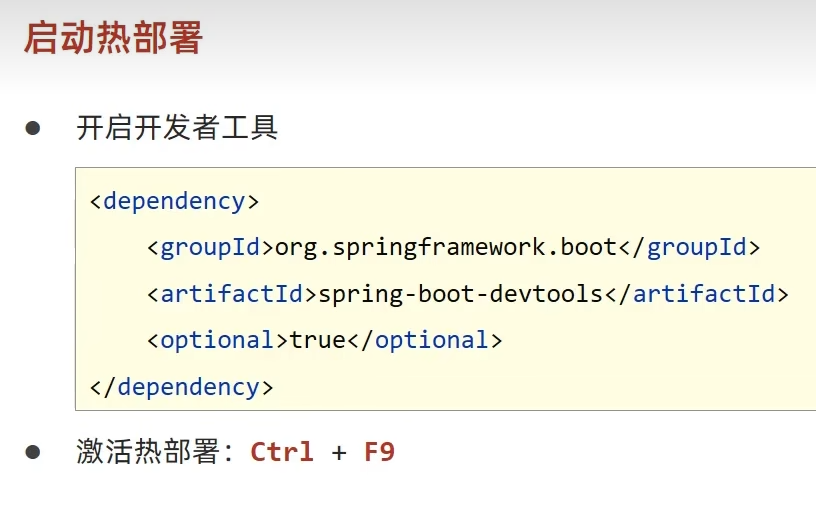 启动热部署
● 开启开发者工具
<dependency>
    <groupId>org.springframework.boot</groupId>
    <artifactId>spring-boot-devtools</artifactId>
    <optional>true</optional>
</dependency>
● 激活热部署：Ctrl + F9